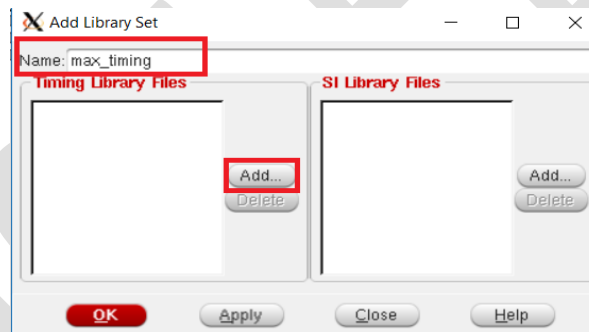 Add Library Set
Name: max_timing
Timing Library Files SI Library Files
Add... Add...
Delete Delete
OK Apply Close Help